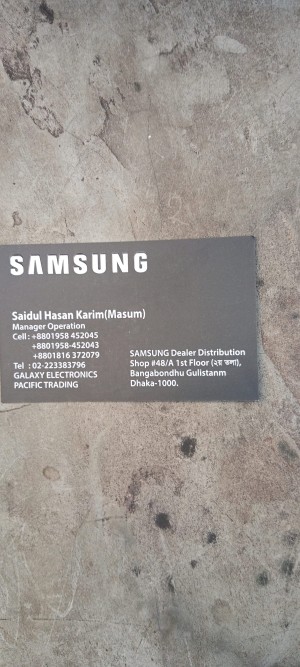 SAMSUNG
Saidul Hasan Karim(Masum)
Manager Operation
Cell : +8801958 452045
+8801958-452043
+8801816 372079
Tel : 02-223383796
GALAXY ELECTRONICS
PACIFIC TRADING
SAMSUNG Dealer Distribution
Shop #48/A 1st Floor (২য় তলা),
Bangabondhu Gulistanm
Dhaka-1000.